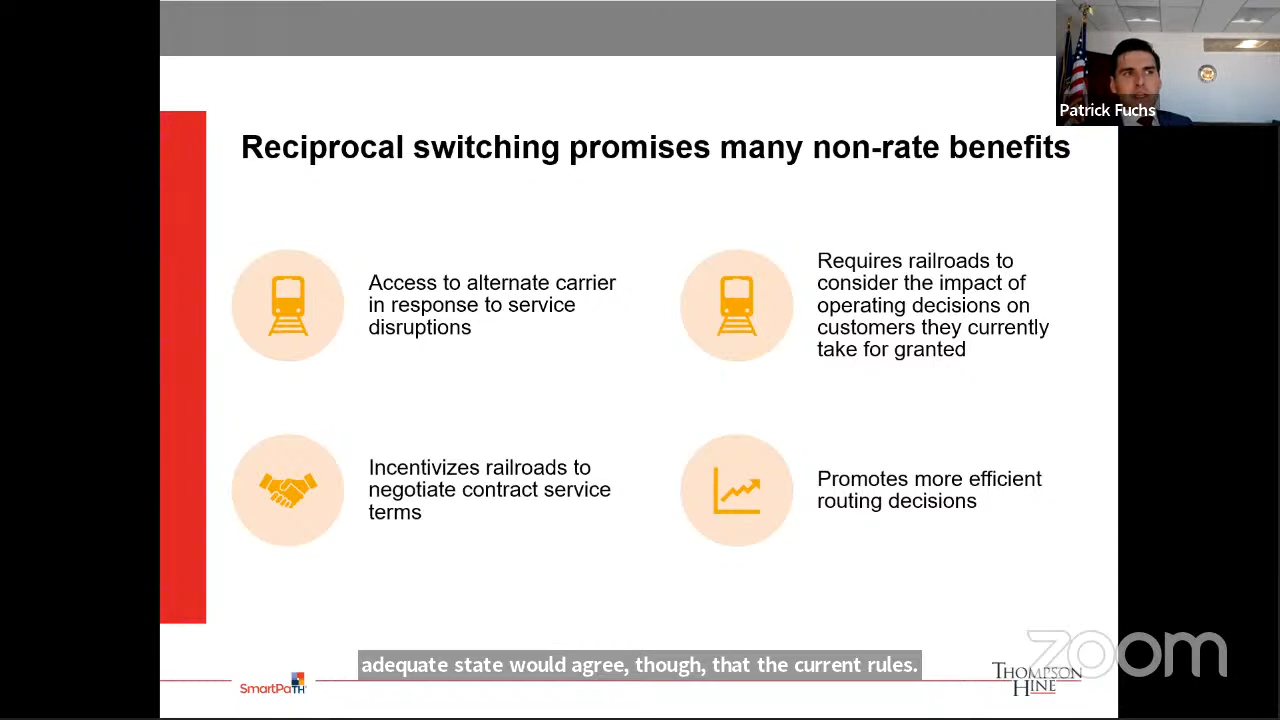 Patrick Fuchs
Reciprocal switching promises many non-rate benefits
Access to alternate carrier
in response to service
disruptions
Requires railroads to
consider the impact of
operating decisions on
customers they currently
take for granted
Incentivizes railroads to
negotiate contract service
terms
Promotes more efficient
routing decisions
adequate state would agree, though, that the current rules.
SmartPaTH
THOMPSON
HINE
zoom